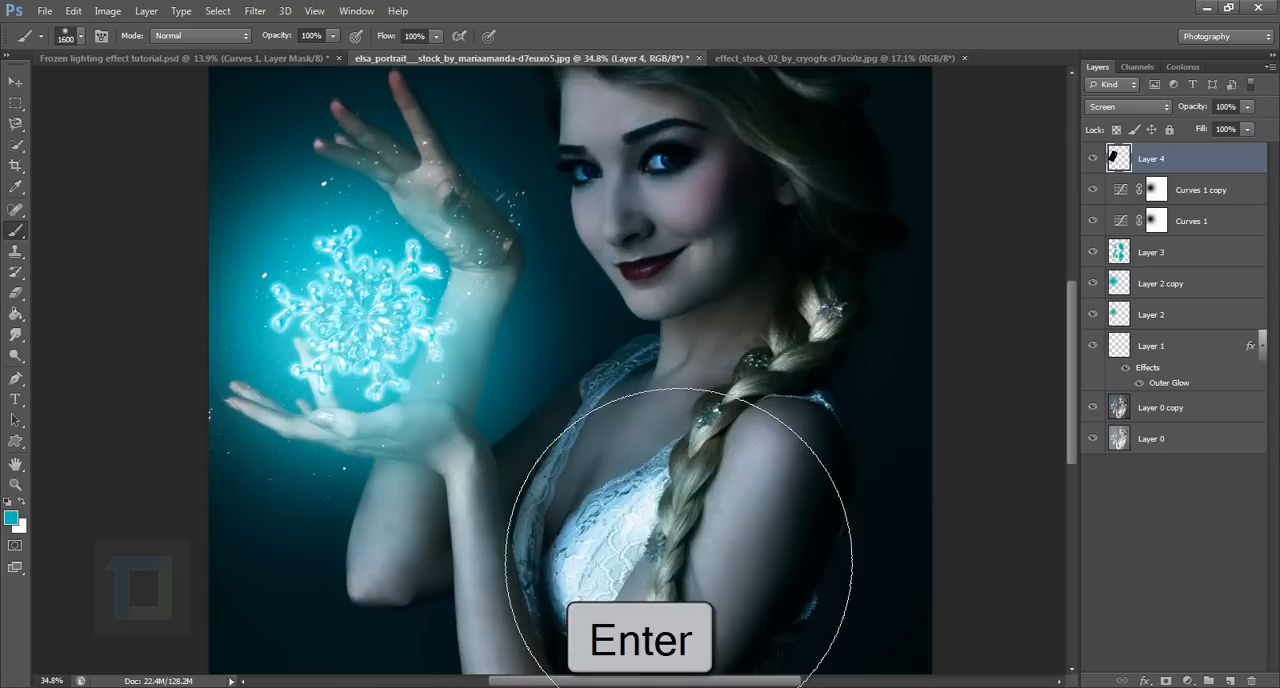 Ps File Edit Image Layer Type Select Filter 3D View Window Help
1600 Mode: Normal Opacity: 100% Flow: 100% Photography
Frozen lighting effect tutorial.psd @ 13.9% (Curves 1, Layer Mask/8) * × elsa_portrait__stock_by_mariaamanda-d7euxo5.jpg @ 34.8% (Layer 4, RGB/8*) * × effect_stock_02_by_cryogfx-d7uci0z.jpg @ 17.1% (RGB/8*) ×
Layers Channels Coolorus
Kind
Screen Opacity: 100%
Lock: Fill: 100%
Layer 4
Curves 1 copy
Curves 1
Layer 3
Layer 2 copy
Layer 2
Layer 1 fx
Effects
Outer Glow
Layer 0 copy
Layer 0
Enter
34.8% Doc: 22.4M/128.2M
fx